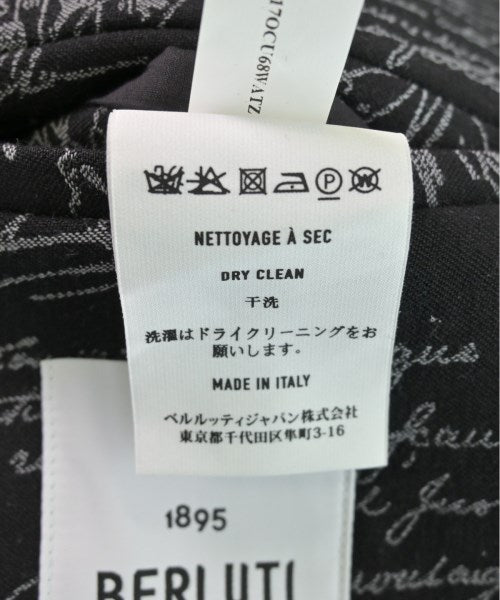 17OCU68WATZ
NETTOYAGE À SEC
DRY CLEAN
干洗
洗濯はドライクリーニングをお
願いします。
MADE IN ITALY
ベルルッティジャパン株式会社
東京都千代田区隼町3-16
1895
BERLUTI